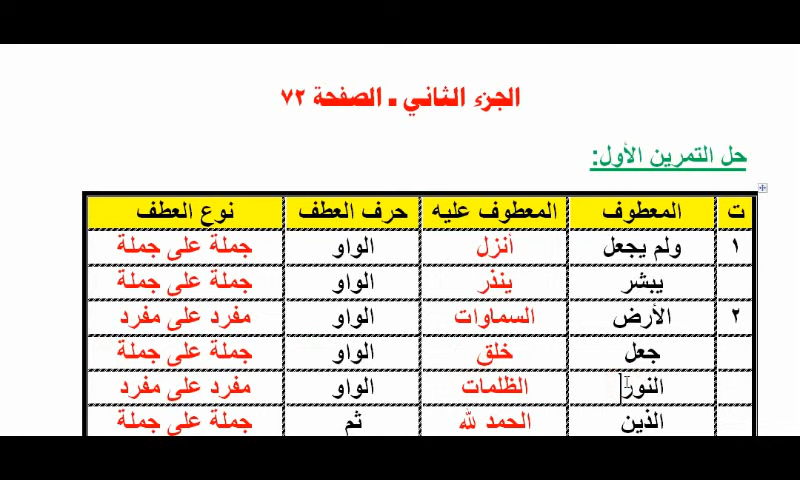 الجزء الثاني - الصفحة ٧٢
حل التمرين الأول:
ت المعطوف المعطوف عليه حرف العطف نوع العطف
١ ولم يجعل أنزل الواو جملة على جملة
يبشر ينذر الواو جملة على جملة
٢ الأرض السماوات الواو مفرد على مفرد
جعل خلق الواو جملة على جملة
النور الظلمات الواو مفرد على مفرد
الذين الحمد لله ثم جملة على جملة